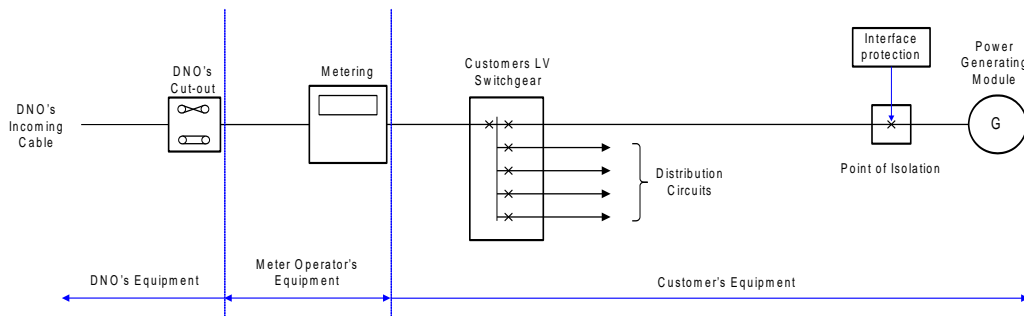 DNO's
Incoming
Cable
DNO's
Cut-out
Metering
Customers LV
Switchgear
Distribution
Circuits
Interface
protection
Point of Isolation
Power
Generating
Module
G
DNO's Equipment
Meter Operator's
Equipment
Customer's Equipment